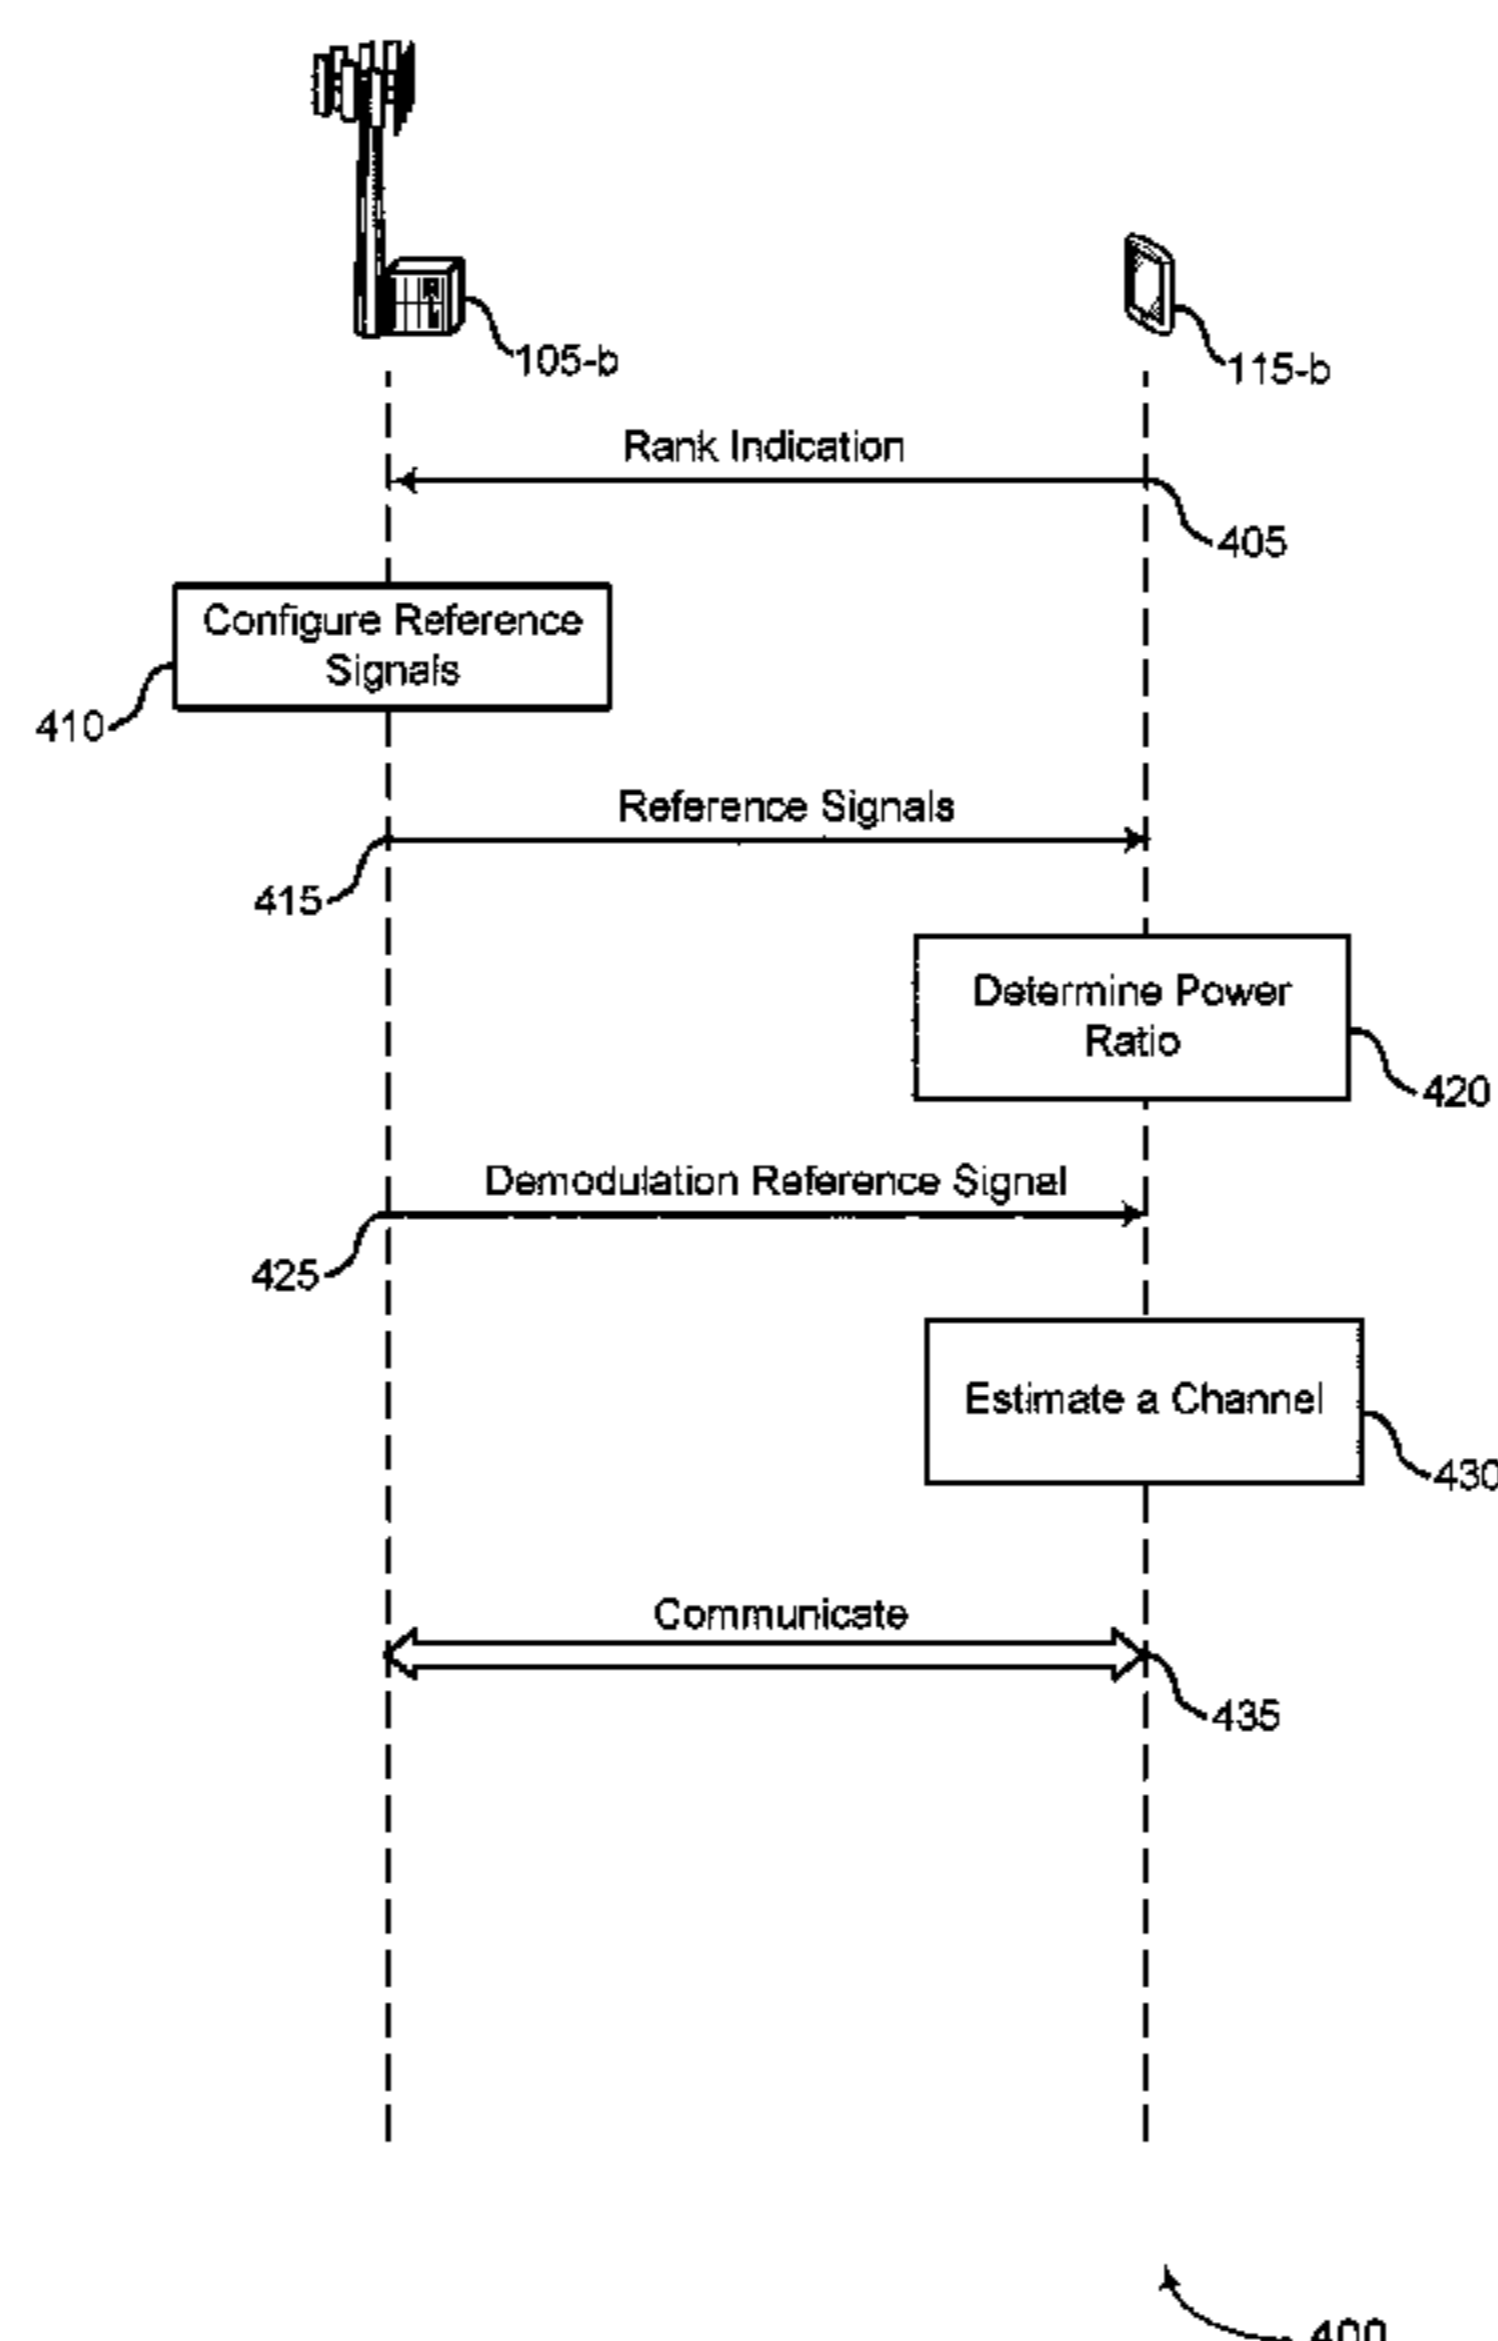 105-b
115-b
Rank Indication
405
Configure Reference
Signals
410
Reference Signals
415
Determine Power
Ratio
420
Demodulation Reference Signal
425
Estimate a Channel
430
Communicate
435
400